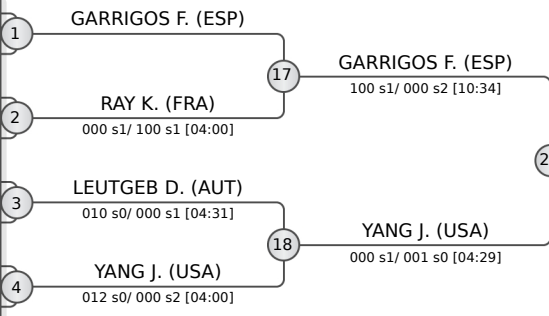 GARRIGOS F. (ESP)
1
17
GARRIGOS F. (ESP)
100 s1/ 000 s2 [10:34]
RAY K. (FRA)
2
000 s1/ 100 s1 [04:00]
LEUTGEB D. (AUT)
3
010 s0/ 000 s1 [04:31]
18
YANG J. (USA)
000 s1/ 001 s0 [04:29]
YANG J. (USA)
4
012 s0/ 000 s2 [04:00]